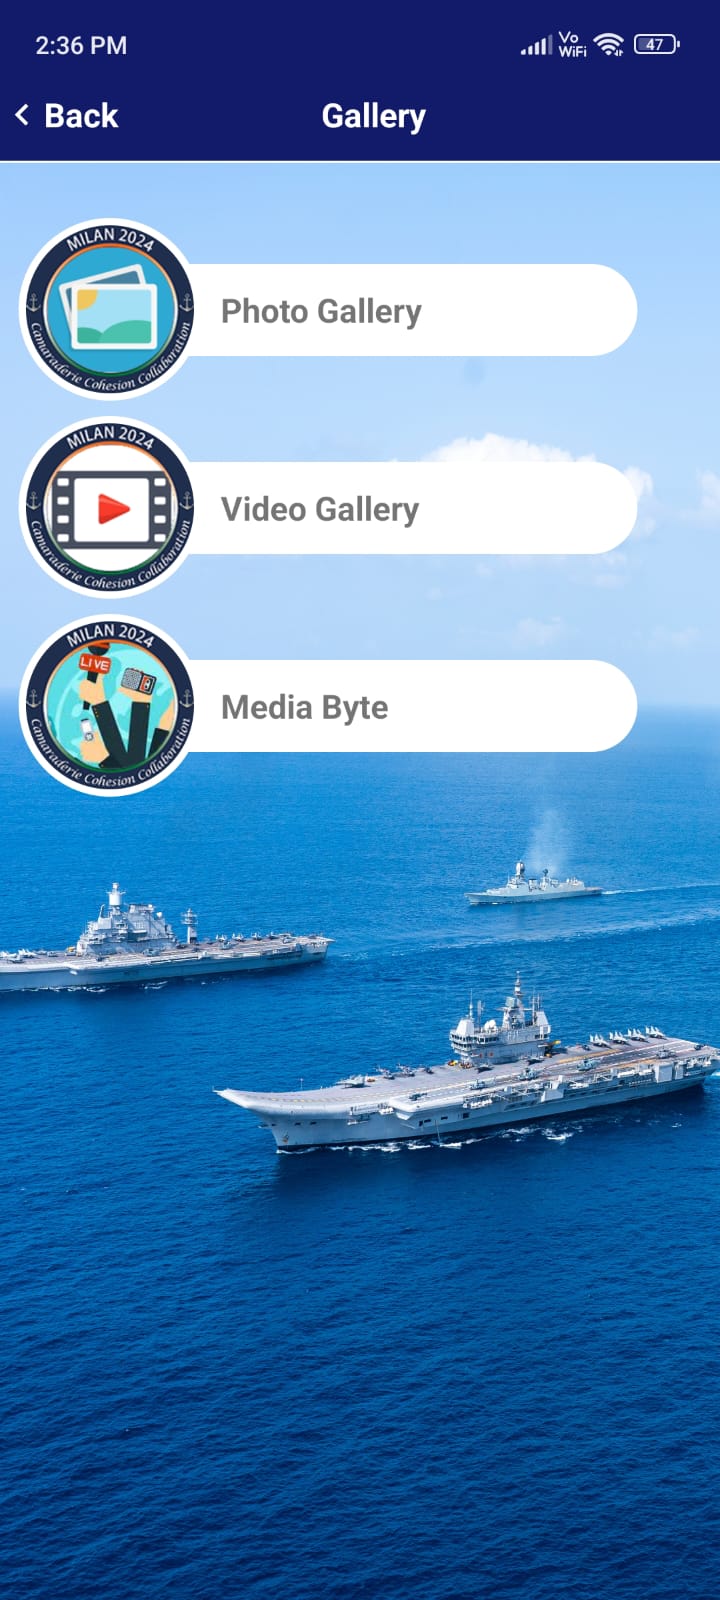 2:36 PM
Vo
WiFi
47
Back
Gallery
MILAN 2024
Camaraderie Cohesion Collaboration
Photo Gallery
MILAN 2024
Camaraderie Cohesion Collaboration
Video Gallery
MILAN 2024
LIVE
Camaraderie Cohesion Collaboration
Media Byte